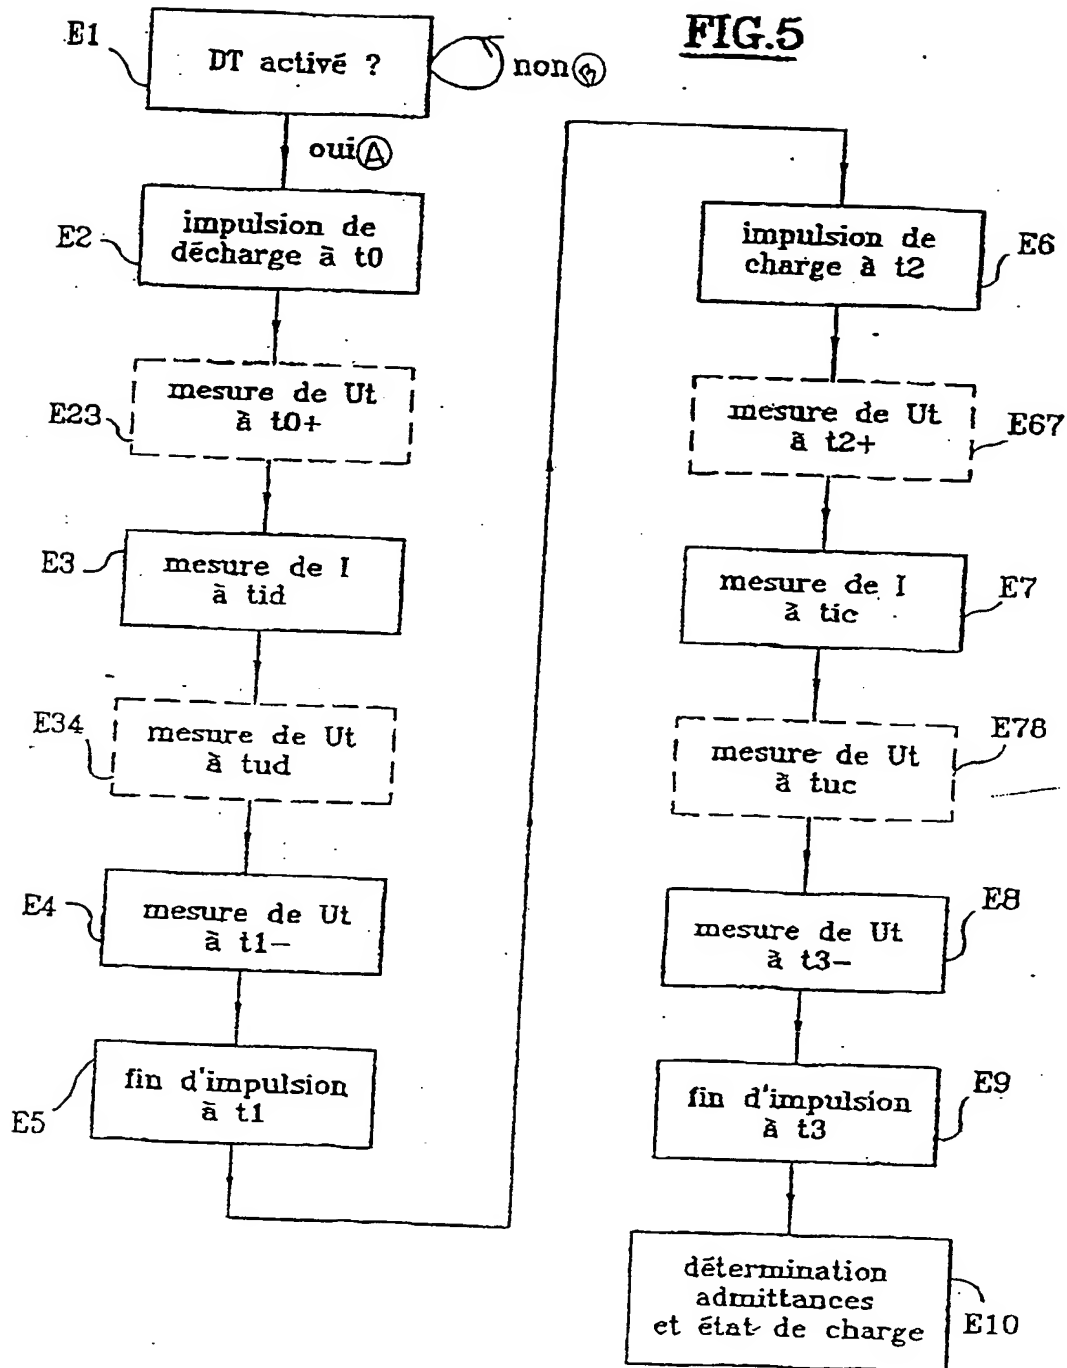 FIG.5
E1
DT activé ?
non Ⓑ
oui Ⓐ
E2
impulsion de
décharge à t0
E23
mesure de Ut
à t0+
E3
mesure de I
à tid
E34
mesure de Ut
à tud
E4
mesure de Ut
à t1-
E5
fin d'impulsion
à t1
impulsion de
charge à t2
E6
mesure de Ut
à t2+
E67
mesure de I
à tic
E7
mesure de Ut
à tuc
E78
mesure de Ut
à t3-
E8
fin d'impulsion
à t3
E9
détermination
admittances
et état de charge
E10